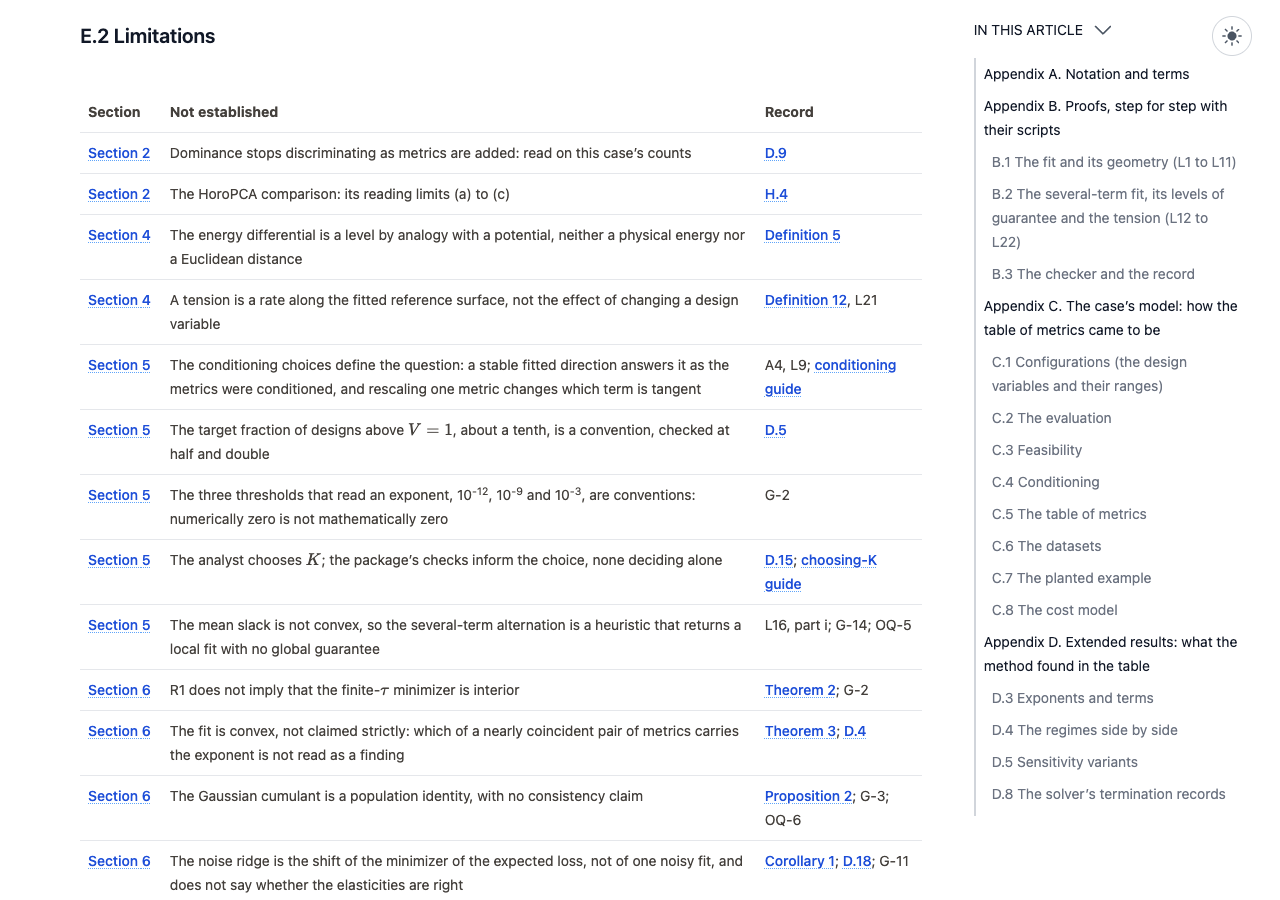 E.2 Limitations
Section Not established Record
Section 2 Dominance stops discriminating as metrics are added: read on this case’s counts D.9
Section 2 The HoroPCA comparison: its reading limits (a) to (c) H.4
Section 4 The energy differential is a level by analogy with a potential, neither a physical energy nor Definition 5
a Euclidean distance
Section 4 A tension is a rate along the fitted reference surface, not the effect of changing a design Definition 12, L21
variable
Section 5 The conditioning choices define the question: a stable fitted direction answers it as the A4, L9; conditioning
metrics were conditioned, and rescaling one metric changes which term is tangent guide
Section 5 The target fraction of designs above V = 1, about a tenth, is a convention, checked at D.5
half and double
Section 5 The three thresholds that read an exponent, 10⁻¹², 10⁻⁹ and 10⁻³, are conventions: G-2
numerically zero is not mathematically zero
Section 5 The analyst chooses K; the package’s checks inform the choice, none deciding alone D.15; choosing-K
guide
Section 5 The mean slack is not convex, so the several-term alternation is a heuristic that returns a L16, part i; G-14; OQ-5
local fit with no global guarantee
Section 6 R1 does not imply that the finite-τ minimizer is interior Theorem 2; G-2
Section 6 The fit is convex, not claimed strictly: which of a nearly coincident pair of metrics carries Theorem 3; D.4
the exponent is not read as a finding
Section 6 The Gaussian cumulant is a population identity, with no consistency claim Proposition 2; G-3;
OQ-6
Section 6 The noise ridge is the shift of the minimizer of the expected loss, not of one noisy fit, and Corollary 1; D.18; G-11
does not say whether the elasticities are right
IN THIS ARTICLE
Appendix A. Notation and terms
Appendix B. Proofs, step for step with
their scripts
B.1 The fit and its geometry (L1 to L11)
B.2 The several-term fit, its levels of
guarantee and the tension (L12 to
L22)
B.3 The checker and the record
Appendix C. The case’s model: how the
table of metrics came to be
C.1 Configurations (the design
variables and their ranges)
C.2 The evaluation
C.3 Feasibility
C.4 Conditioning
C.5 The table of metrics
C.6 The datasets
C.7 The planted example
C.8 The cost model
Appendix D. Extended results: what the
method found in the table
D.3 Exponents and terms
D.4 The regimes side by side
D.5 Sensitivity variants
D.8 The solver’s termination records